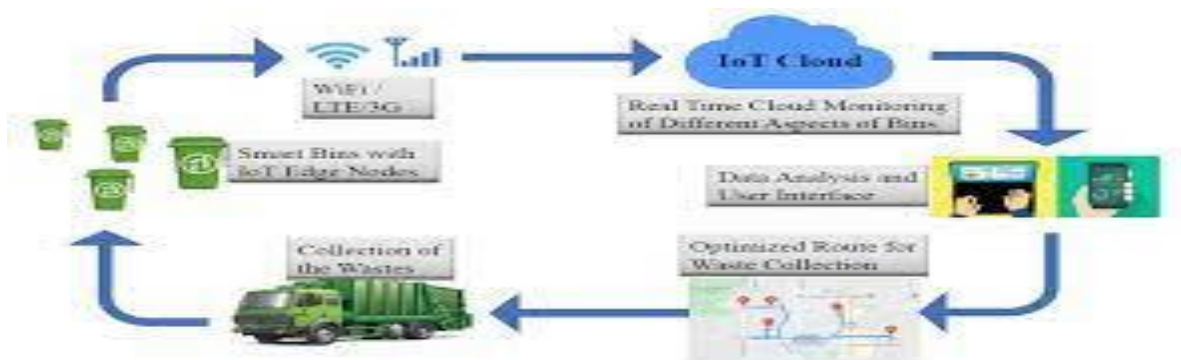 WiFi /
LTE/3G
IoT Cloud
Real Time Cloud Monitoring
of Different Aspects of Bins
Smart Bins with
IoT Edge Nodes
Data Analysis and
User Interface
Collection of
the Wastes
Optimized Route for
Waste Collection